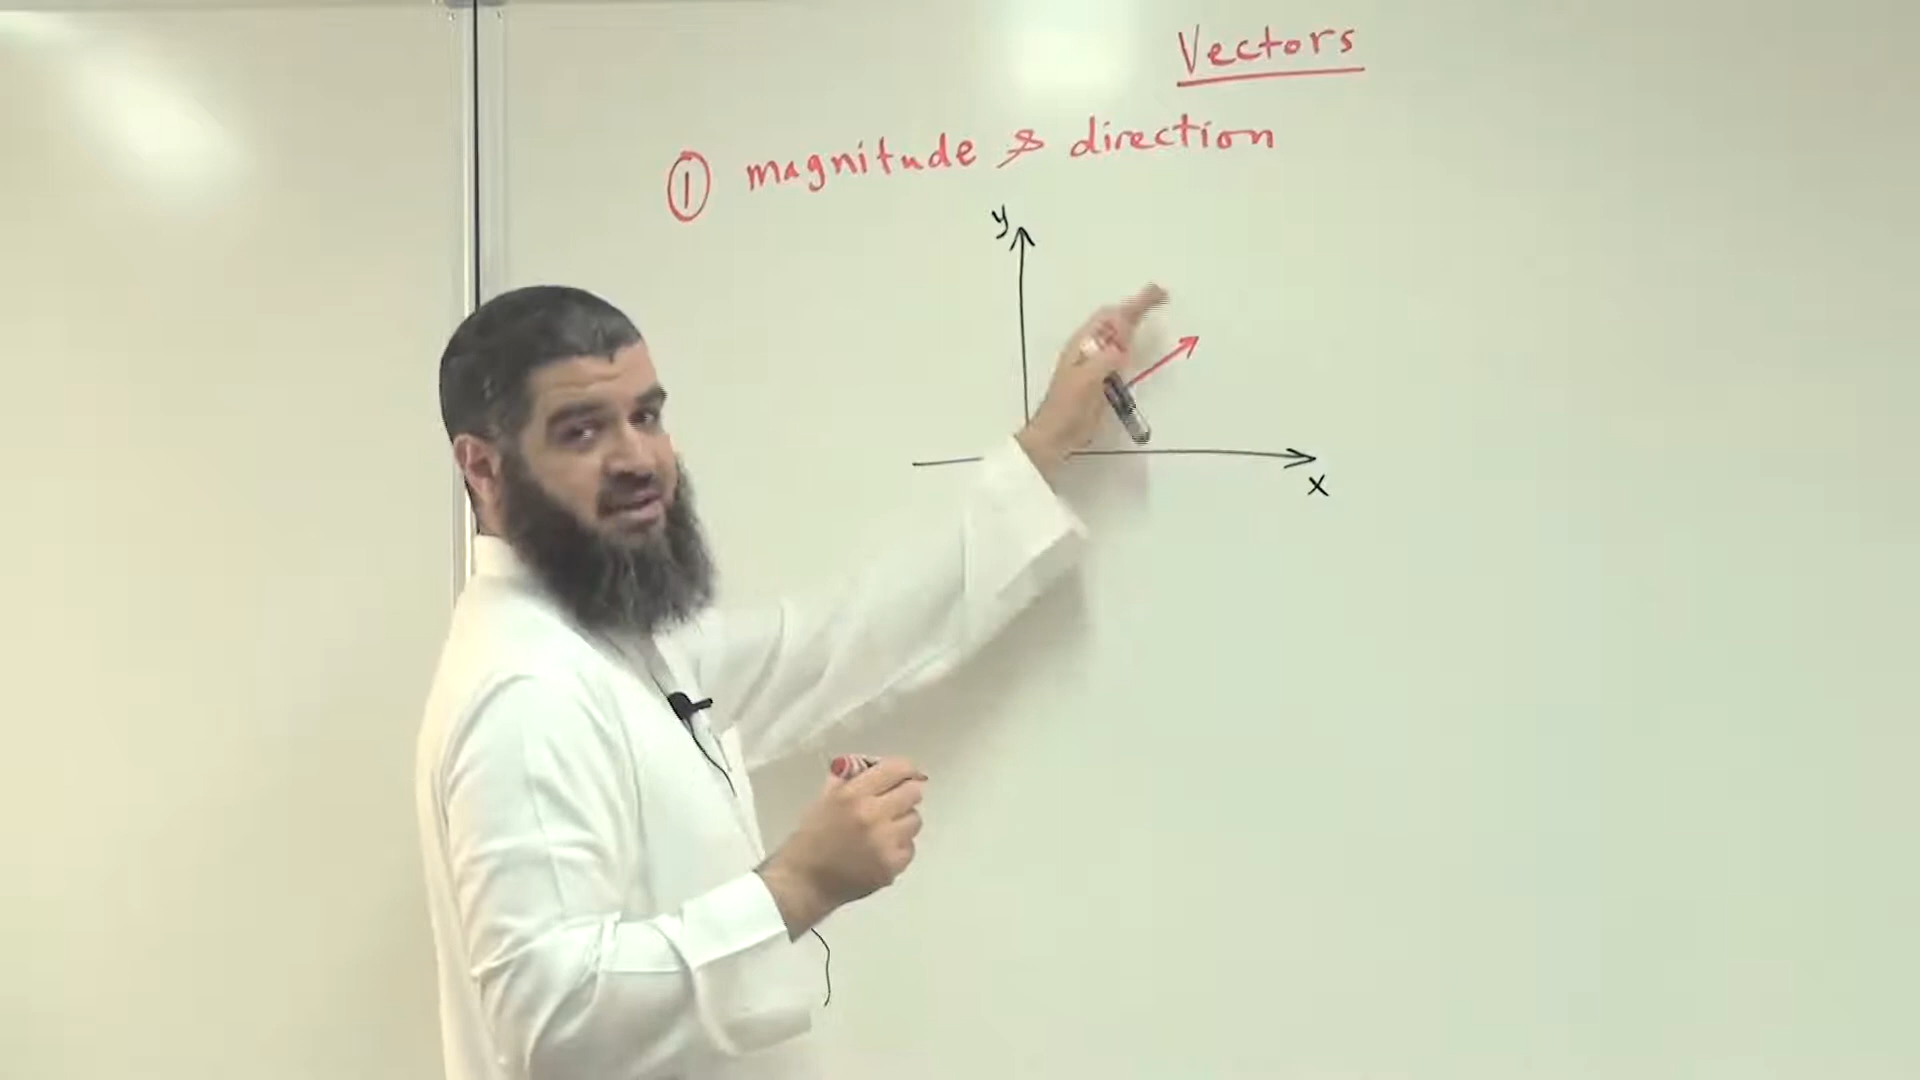 Vectors
① magnitude & direction
y
x